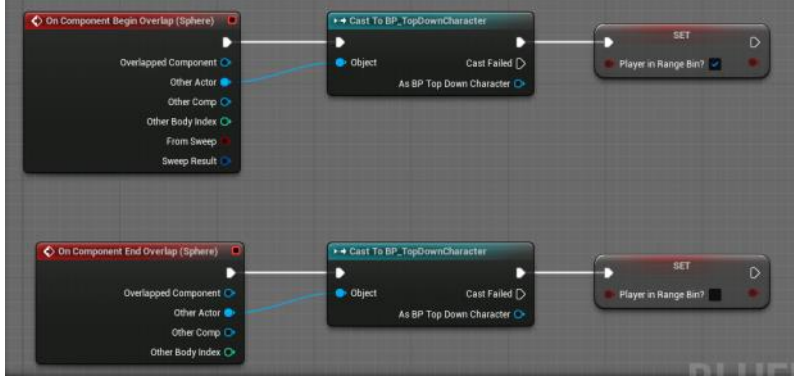 On Component Begin Overlap (Sphere)
Overlapped Component
Other Actor
Other Comp
Other Body Index
From Sweep
Sweep Result
Cast To BP_TopDownCharacter
Object
Cast Failed
As BP Top Down Character
SET
Player in Range Bin?
On Component End Overlap (Sphere)
Overlapped Component
Other Actor
Other Comp
Other Body Index
Cast To BP_TopDownCharacter
Object
Cast Failed
As BP Top Down Character
SET
Player in Range Bin?